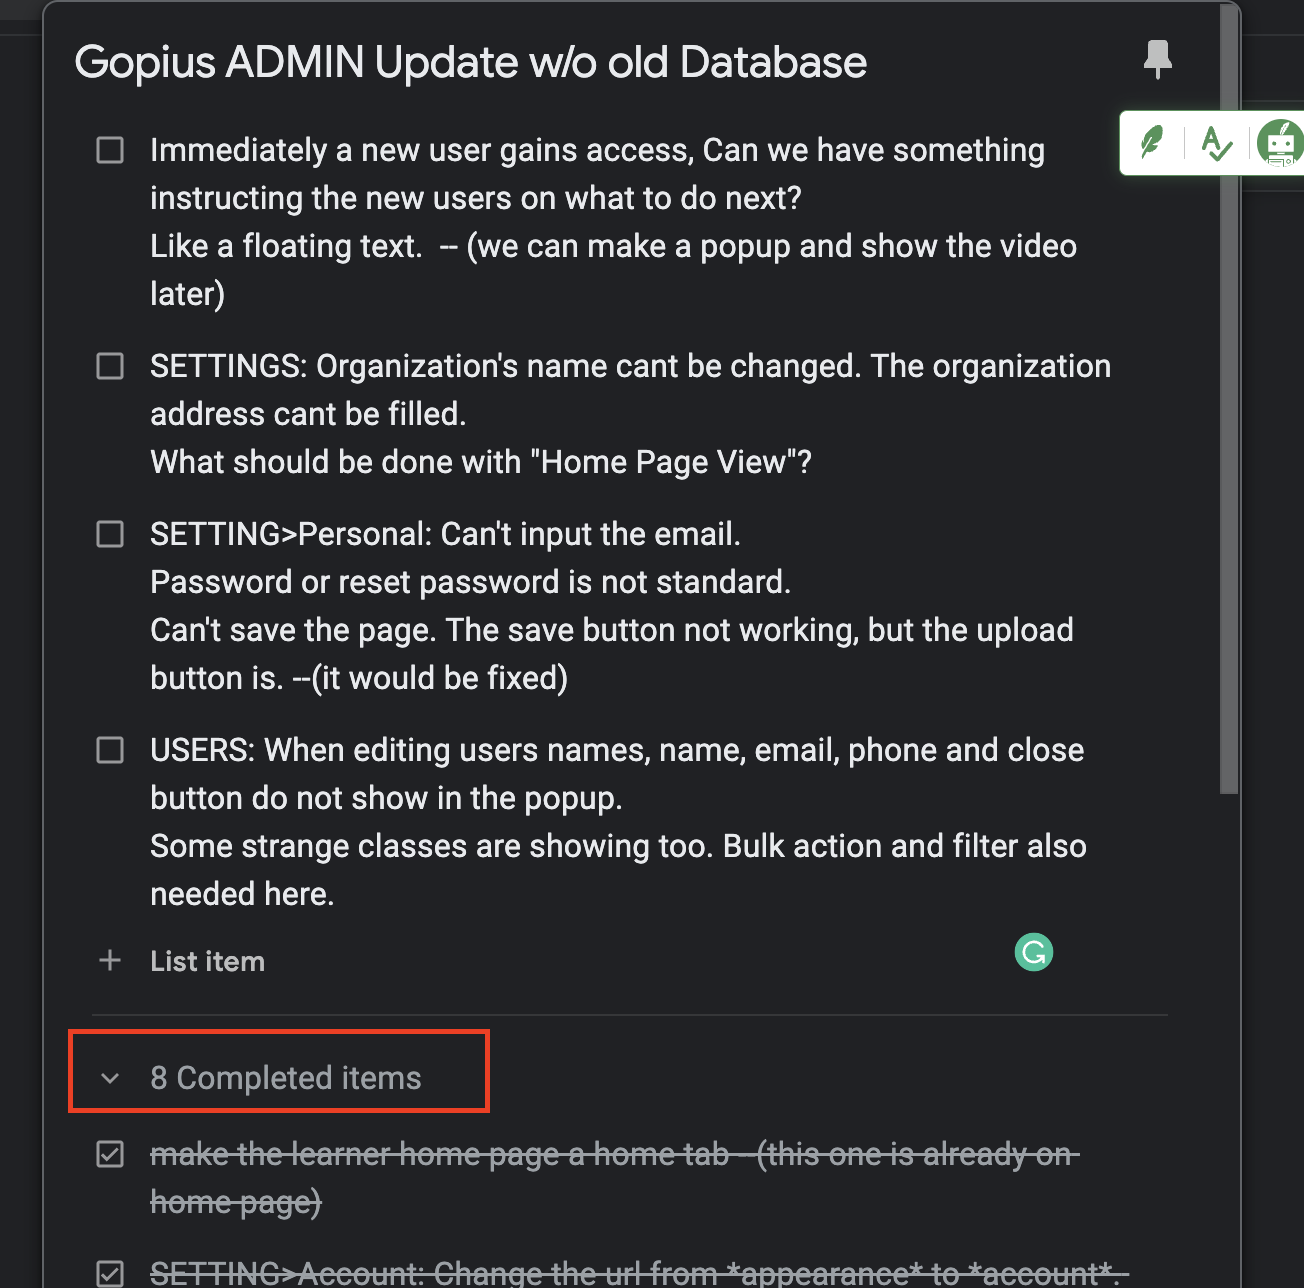 Gopius ADMIN Update w/o old Database
Immediately a new user gains access, Can we have something
instructing the new users on what to do next?
Like a floating text.  -- (we can make a popup and show the video
later)
SETTINGS: Organization's name cant be changed. The organization
address cant be filled.
What should be done with "Home Page View"?
SETTING>Personal: Can't input the email.
Password or reset password is not standard.
Can't save the page. The save button not working, but the upload
button is. --(it would be fixed)
USERS: When editing users names, name, email, phone and close
button do not show in the popup.
Some strange classes are showing too. Bulk action and filter also
needed here.
+ List item
8 Completed items
make the learner home page a home tab --(this one is already on
home page)
SETTING>Account: Change the url from *appearance* to *account*.